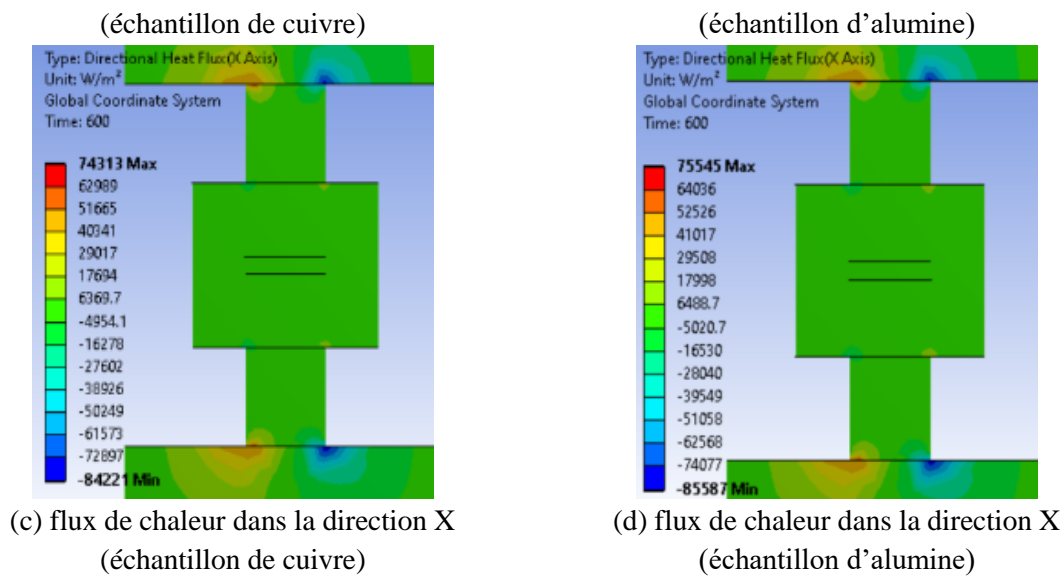 (échantillon de cuivre)
(échantillon d’alumine)
Type: Directional Heat Flux(X Axis)
Unit: W/m²
Global Coordinate System
Time: 600
74313 Max
62989
51665
40341
29017
17694
6369.7
-4954.1
-16278
-27602
-38926
-50249
-61573
-72897
-84221 Min
Type: Directional Heat Flux(X Axis)
Unit: W/m²
Global Coordinate System
Time: 600
75545 Max
64036
52526
41017
29508
17998
6488.7
-5020.7
-16530
-28040
-39549
-51058
-62568
-74077
-85587 Min
(c) flux de chaleur dans la direction X
(échantillon de cuivre)
(d) flux de chaleur dans la direction X
(échantillon d’alumine)